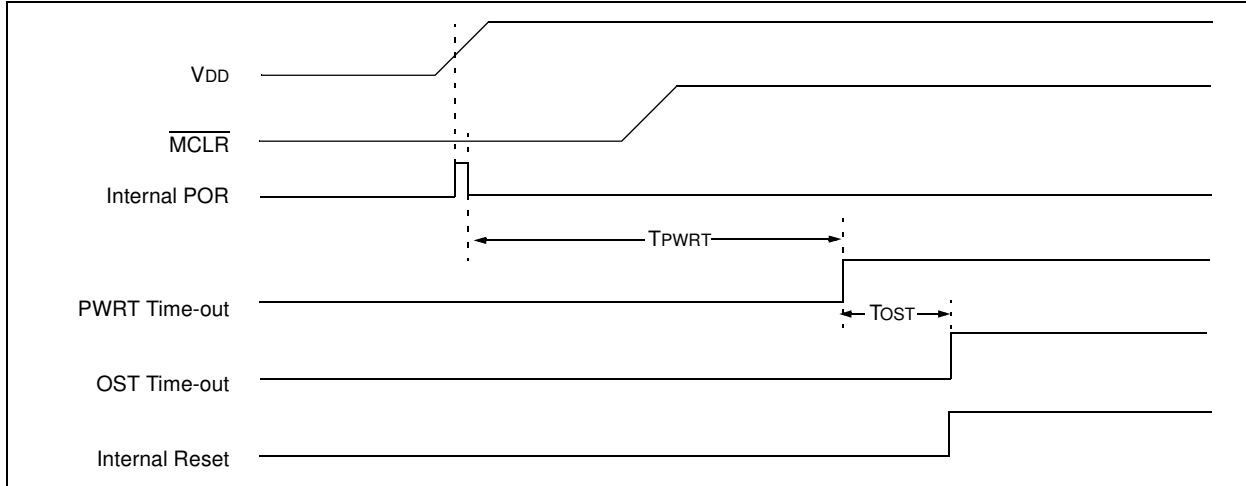 VDD
MCLR
Internal POR
TPWRT
PWRT Time-out
TOST
OST Time-out
Internal Reset